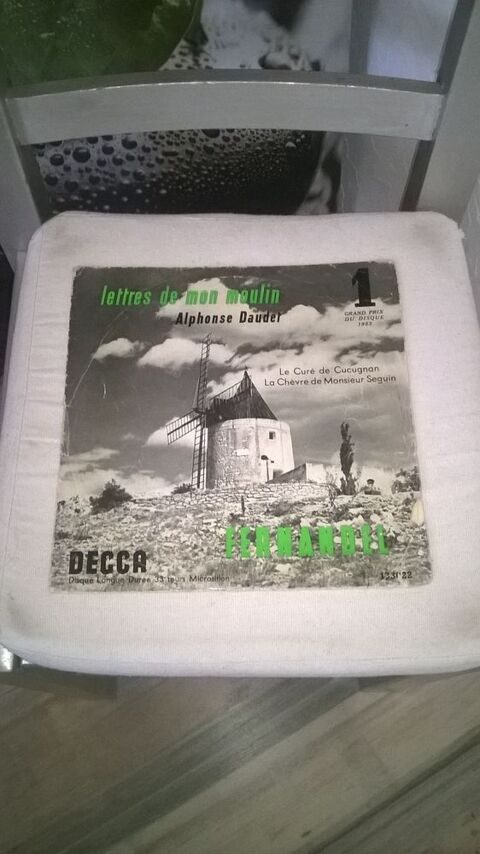 lettres de mon moulin
Alphonse Daudet
1
GRAND PRIX
DU DISQUE
1953
Le Curé de Cucugnan
La Chèvre de Monsieur Seguin
FERNANDEL
DECCA
Disque Longue Durée 33 tours Microsillon